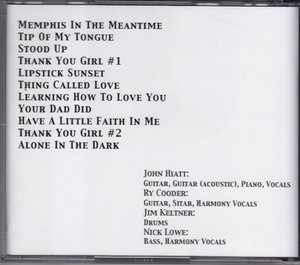 Memphis In The Meantime
Tip Of My Tongue
Stood Up
Thank You Girl #1
Lipstick Sunset
Thing Called Love
Learning How To Love You
Your Dad Did
Have A Little Faith In Me
Thank You Girl #2
Alone In The Dark
John Hiatt:
Guitar, Guitar (acoustic), Piano, Vocals
Ry Cooder:
Guitar, Sitar, Harmony Vocals
Jim Keltner:
Drums
Nick Lowe:
Bass, Harmony Vocals